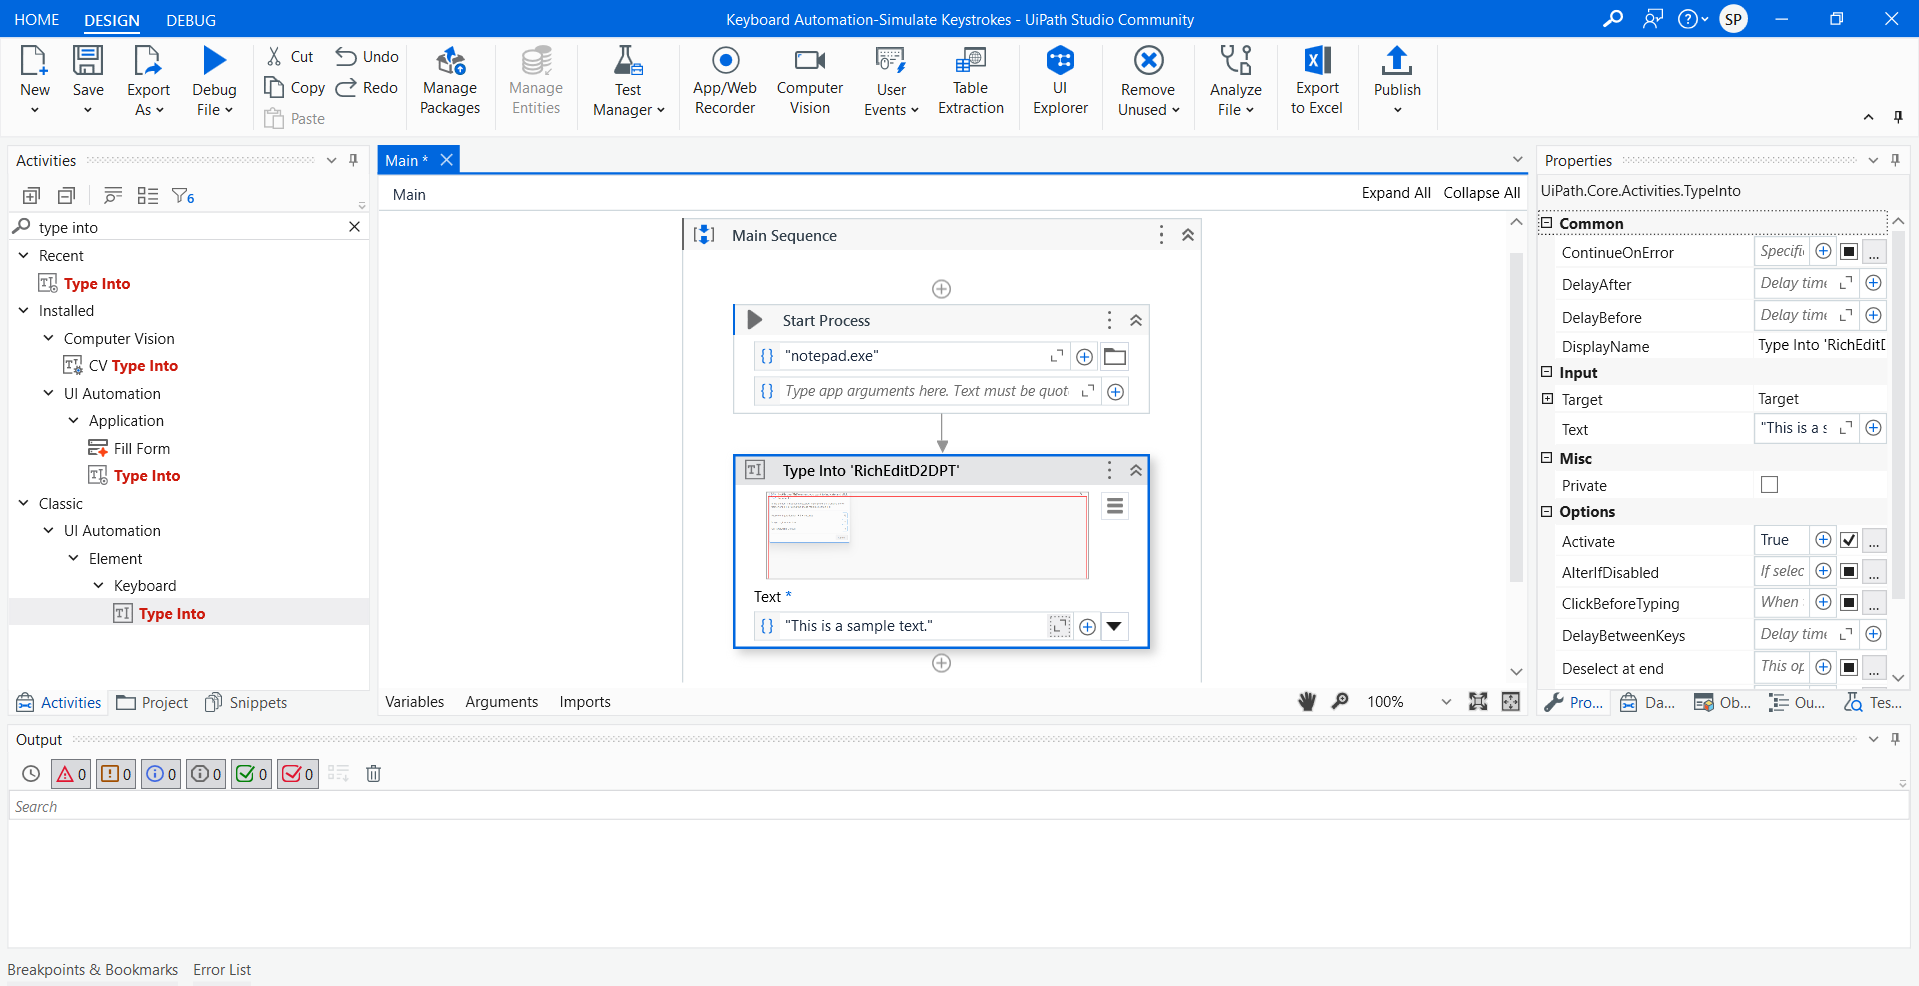 HOME DESIGN DEBUG
Keyboard Automation-Simulate Keystrokes - UiPath Studio Community
SP
New
Save
Export As
Debug File
Cut
Copy
Paste
Undo
Redo
Manage Packages
Manage Entities
Test Manager
App/Web Recorder
Computer Vision
User Events
Table Extraction
UI Explorer
Remove Unused
Analyze File
Export to Excel
Publish
Activities
6
type into
Recent
Type Into
Installed
Computer Vision
CV Type Into
UI Automation
Application
Fill Form
Type Into
Classic
UI Automation
Element
Keyboard
Type Into
Activities Project Snippets
Main *
Main
Expand All Collapse All
Main Sequence
Start Process
"notepad.exe"
Type app arguments here. Text must be quot
Type Into 'RichEditD2DPT'
Text *
"This is a sample text."
Variables Arguments Imports
100%
Properties
UiPath.Core.Activities.TypeInto
Common
ContinueOnError Specifi ...
DelayAfter Delay time
DelayBefore Delay time
DisplayName Type Into 'RichEditD
Input
Target Target
Text "This is a s
Misc
Private
Options
Activate True ...
AlterIfDisabled If selec ...
ClickBeforeTyping When ...
DelayBetweenKeys Delay time
Deselect at end This op ...
Pro... Da... Ob... Ou... Tes...
Output
0 0 0 0 0 0
Search
Breakpoints & Bookmarks Error List